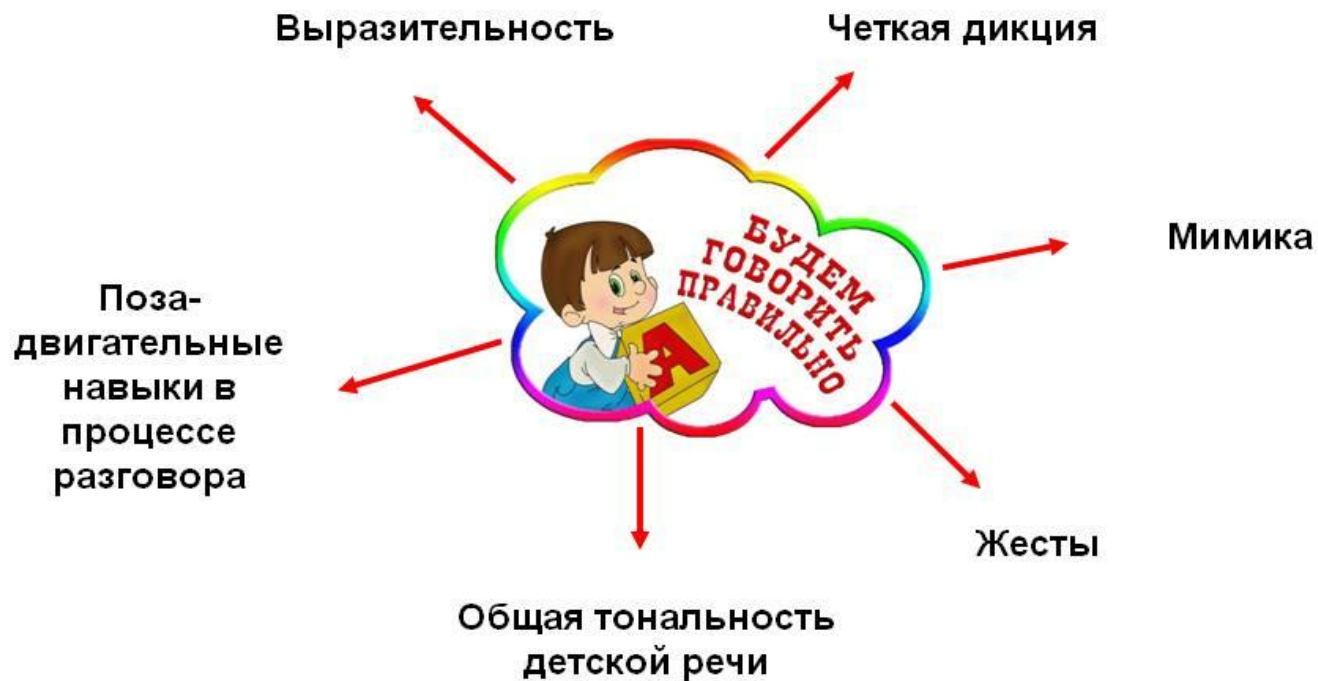 Выразительность
Четкая дикция
Мимика
БУДЕМ
ГОВОРИТЬ
ПРАВИЛЬНО
А
Поза-
двигательные
навыки в
процессе
разговора
Жесты
Общая тональность
детской речи